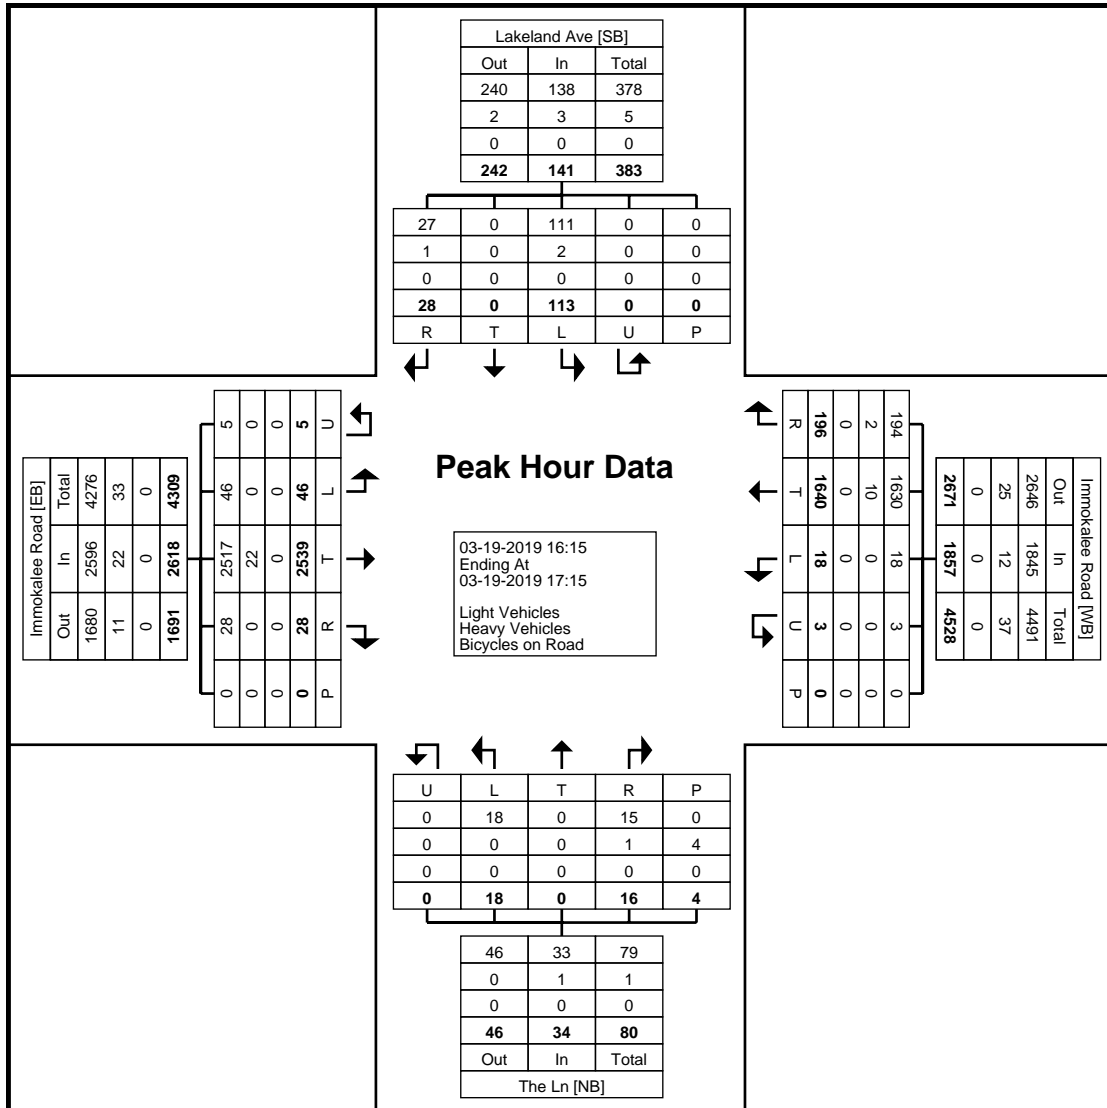 Lakeland Ave [SB]
Out In Total
240 138 378
2 3 5
0 0 0
242 141 383
27 0 111 0 0
1 0 2 0 0
0 0 0 0 0
28 0 113 0 0
R T L U P
Immokalee Road [EB]
Total In Out
4276 2596 1680
33 22 11
0 0 0
4309 2618 1691
5 46 2517 28 0
0 0 22 0 0
0 0 0 0 0
5 46 2539 28 0
U L T R P
Peak Hour Data
03-19-2019 16:15
Ending At
03-19-2019 17:15
Light Vehicles
Heavy Vehicles
Bicycles on Road
Immokalee Road [WB]
Out In Total
2646 1845 4491
25 12 37
0 0 0
2671 1857 4528
194 1630 18 3 0
2 10 0 0 0
0 0 0 0 0
196 1640 18 3 0
R T L U P
U L T R P
0 18 0 15 0
0 0 0 1 4
0 0 0 0 0
0 18 0 16 4
46 33 79
0 1 1
0 0 0
46 34 80
Out In Total
The Ln [NB]